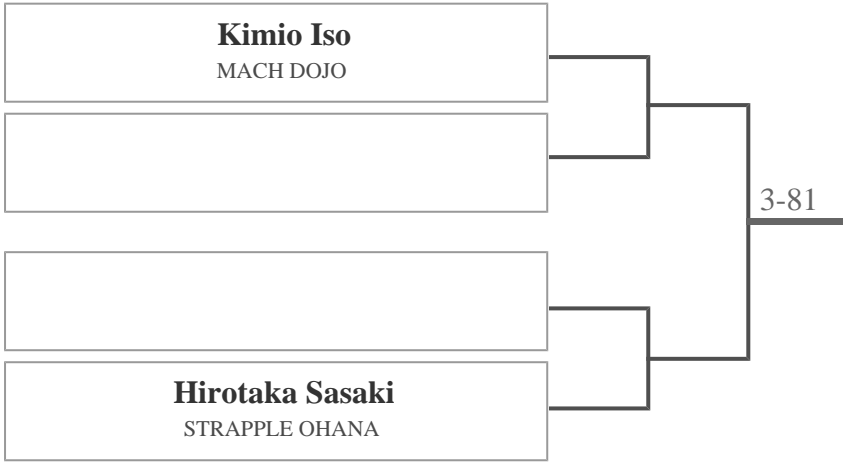 Kimio Iso
MACH DOJO
3-81
Hirotaka Sasaki
STRAPPLE OHANA